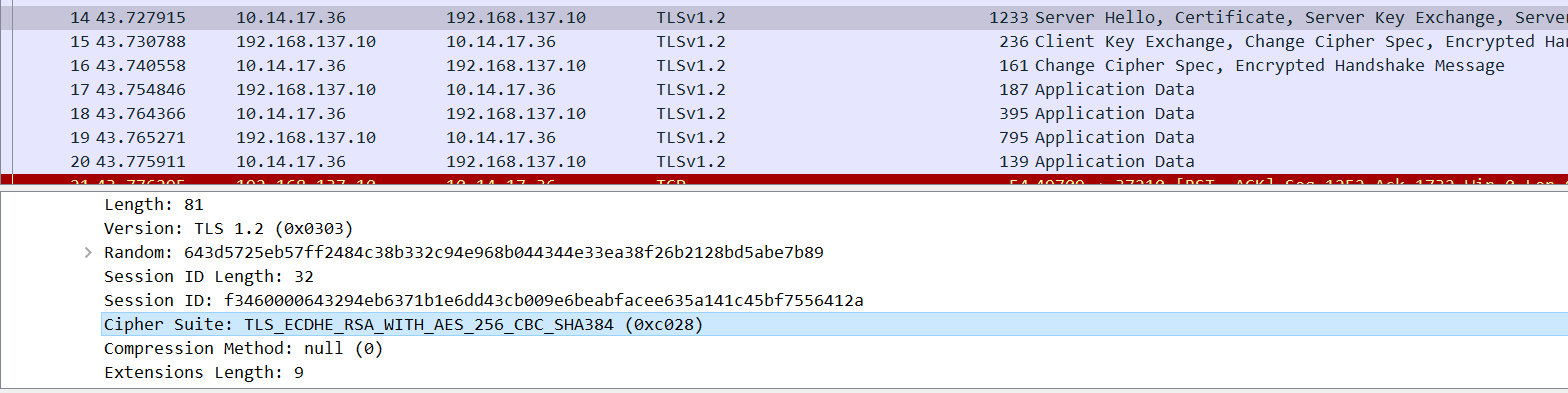 14 43.727915 10.14.17.36 192.168.137.10 TLSv1.2 1233 Server Hello, Certificate, Server Key Exchange,
15 43.730788 192.168.137.10 10.14.17.36 TLSv1.2 236 Client Key Exchange, Change Cipher Spec, Encrypted
16 43.740558 10.14.17.36 192.168.137.10 TLSv1.2 161 Change Cipher Spec, Encrypted Handshake Message
17 43.754846 192.168.137.10 10.14.17.36 TLSv1.2 187 Application Data
18 43.764366 10.14.17.36 192.168.137.10 TLSv1.2 395 Application Data
19 43.765271 192.168.137.10 10.14.17.36 TLSv1.2 795 Application Data
20 43.775911 10.14.17.36 192.168.137.10 TLSv1.2 139 Application Data
Length: 81
Version: TLS 1.2 (0x0303)
Random: 643d5725eb57ff2484c38b332c94e968b044344e33ea38f26b2128bd5abe7b89
Session ID Length: 32
Session ID: f3460000643294eb6371b1e6dd43cb009e6beabfacee635a141c45bf7556412a
Cipher Suite: TLS_ECDHE_RSA_WITH_AES_256_CBC_SHA384 (0xc028)
Compression Method: null (0)
Extensions Length: 9